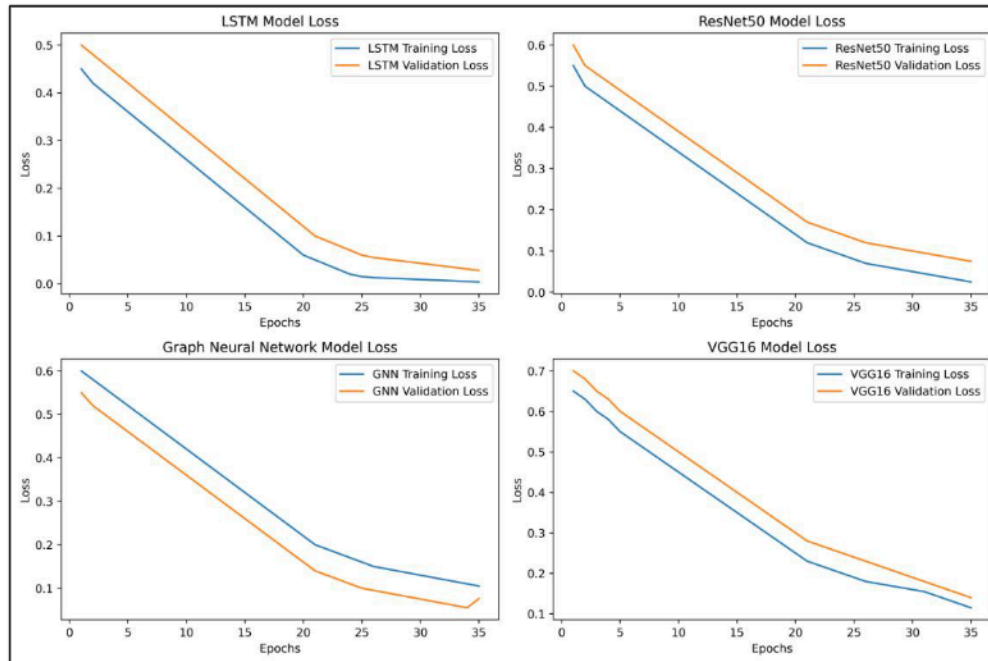 LSTM Model Loss
LSTM Training Loss
LSTM Validation Loss
0.5
0.4
0.3
0.2
0.1
0.0
Loss
0 5 10 15 20 25 30 35
Epochs
ResNet50 Model Loss
ResNet50 Training Loss
ResNet50 Validation Loss
0.6
0.5
0.4
0.3
0.2
0.1
0.0
Loss
0 5 10 15 20 25 30 35
Epochs
Graph Neural Network Model Loss
GNN Training Loss
GNN Validation Loss
0.6
0.5
0.4
0.3
0.2
0.1
Loss
0 5 10 15 20 25 30 35
Epochs
VGG16 Model Loss
VGG16 Training Loss
VGG16 Validation Loss
0.7
0.6
0.5
0.4
0.3
0.2
0.1
Loss
0 5 10 15 20 25 30 35
Epochs